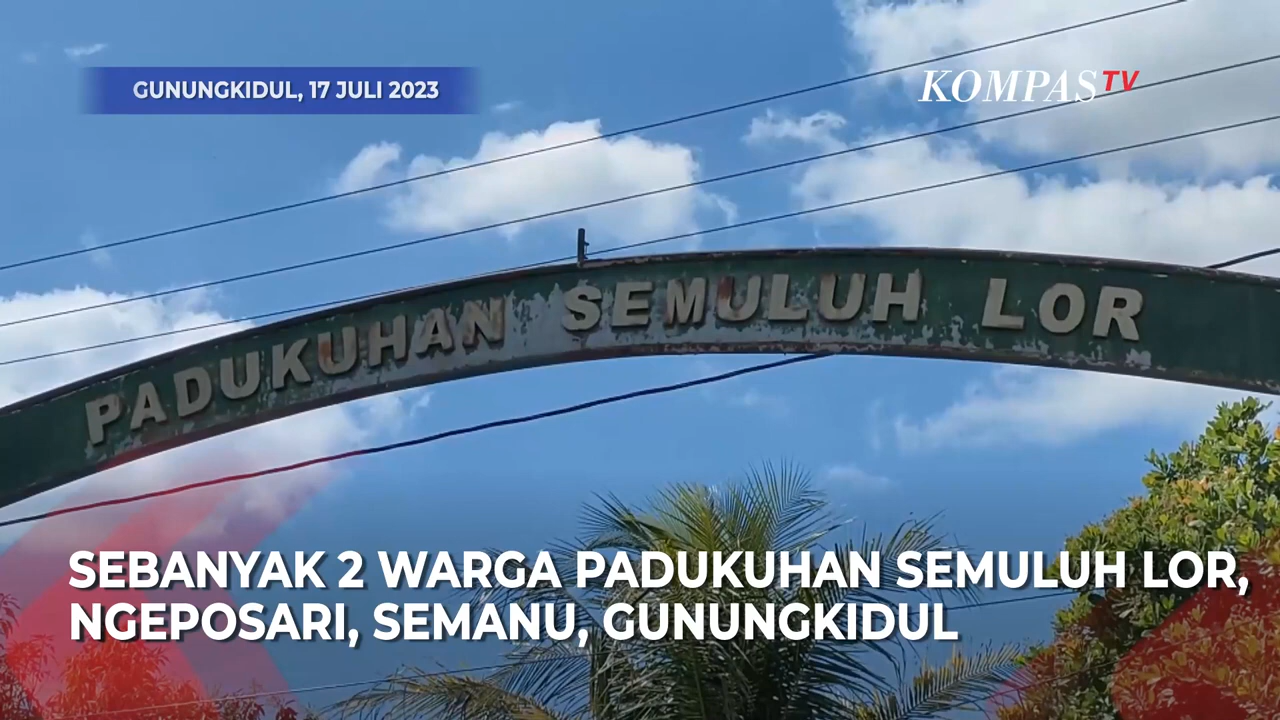 GUNUNGKIDUL, 17 JULI 2023
KOMPASTV
PADUKUHAN SEMULUH LOR
SEBANYAK 2 WARGA PADUKUHAN SEMULUH LOR,
NGEPOSARI, SEMANU, GUNUNGKIDUL